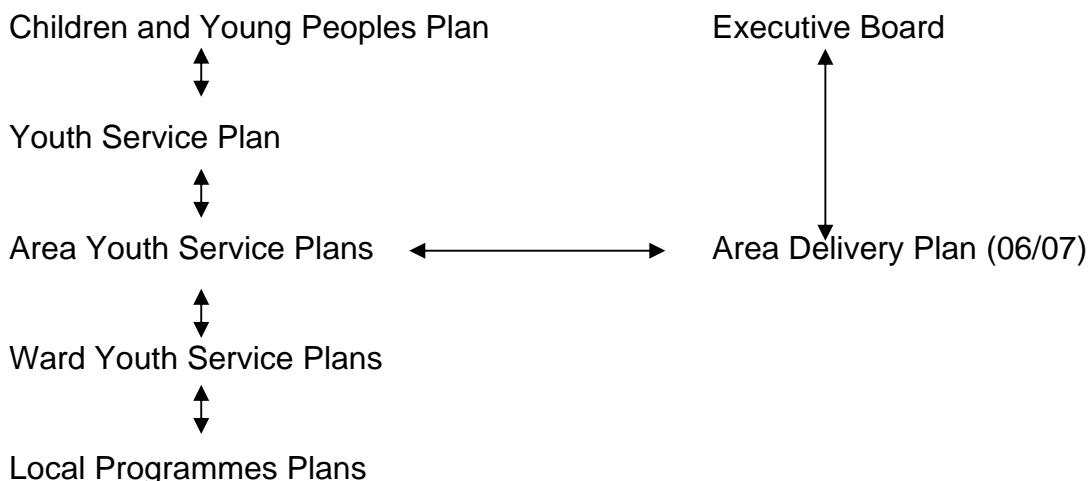 Children and Young Peoples Plan Executive Board
Youth Service Plan
Area Youth Service Plans Area Delivery Plan (06/07)
Ward Youth Service Plans
Local Programmes Plans